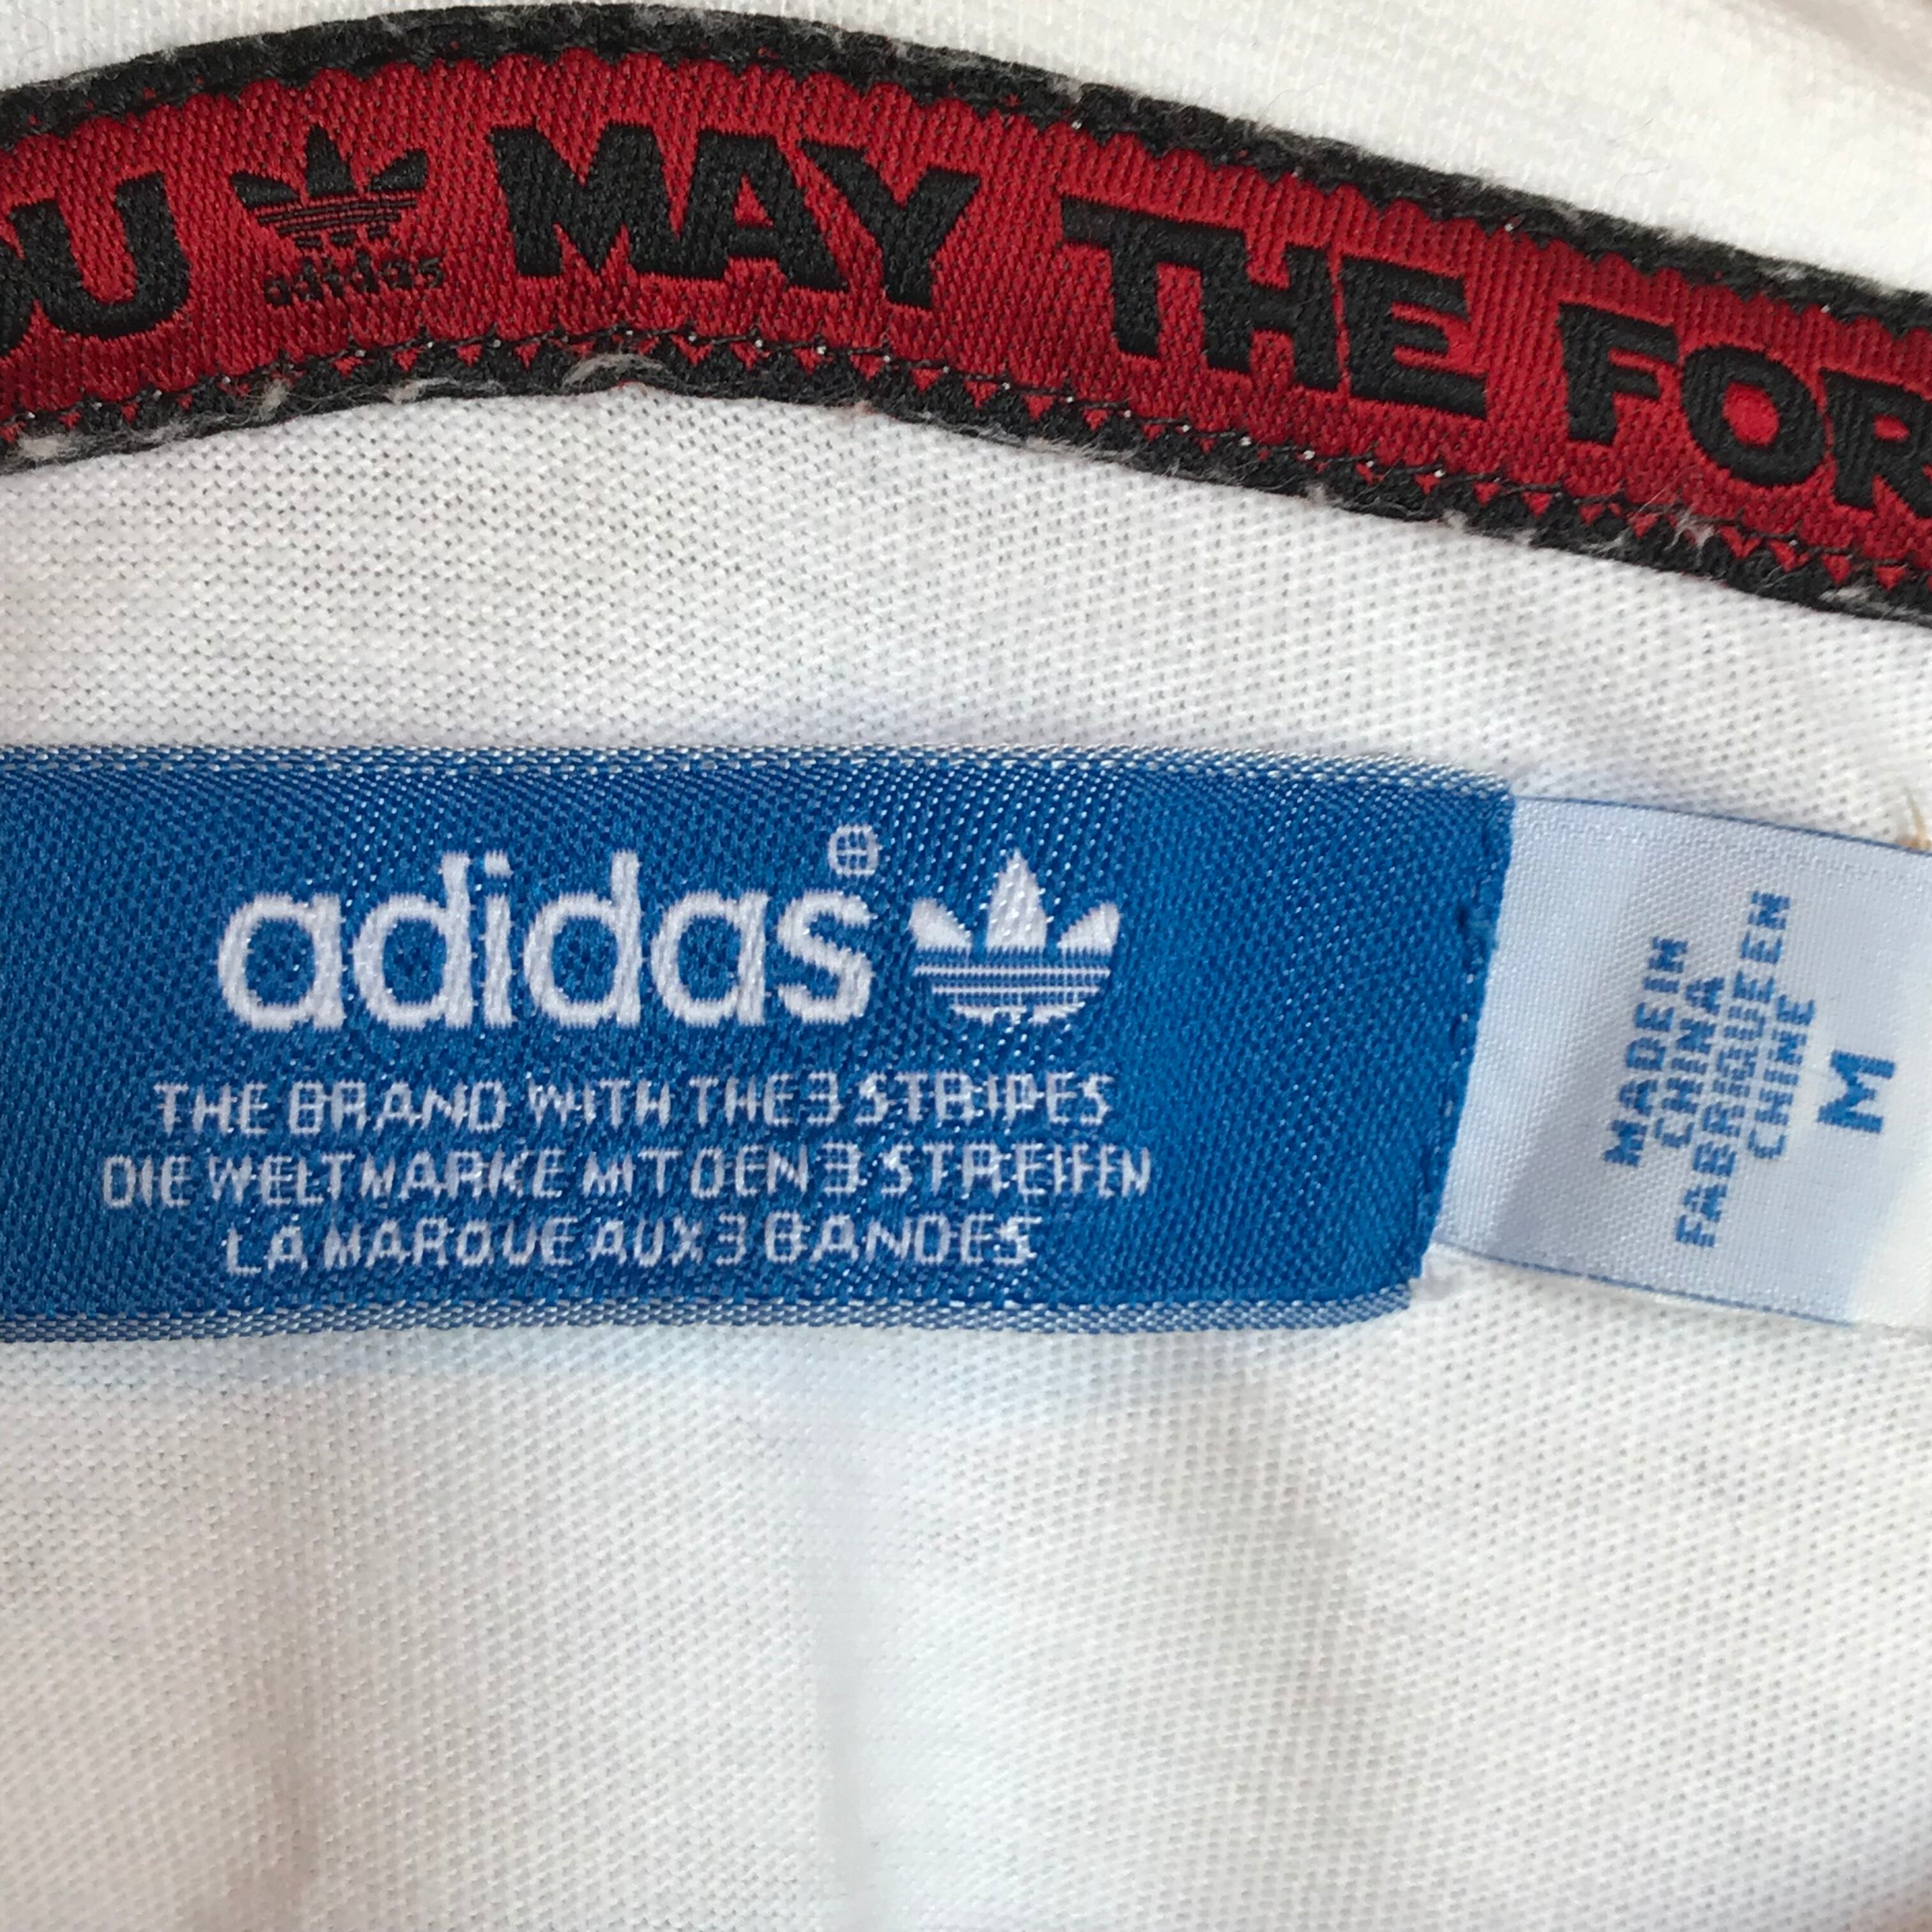 OU adidas MAY THE FOR
adidas®
THE BRAND WITH THE 3 STRIPES
DIE WELTMARKE MIT DEN 3 STREIFEN
LA MARQUE AUX 3 BANDES
MADE IN
CHINA
FABRIQUE EN
CHINE
M